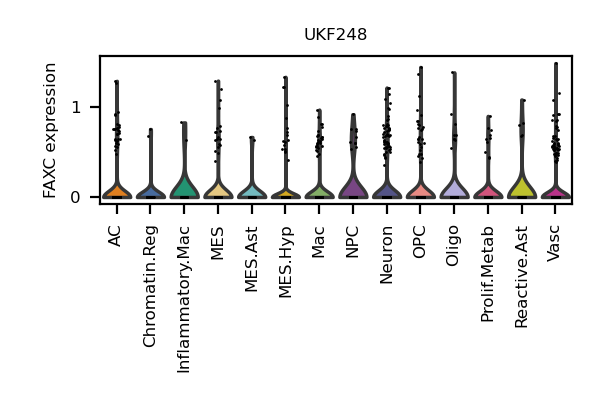 UKF248
FAXC expression
1
0
AC
Chromatin.Reg
Inflammatory.Mac
MES
MES.Ast
MES.Hyp
Mac
NPC
Neuron
OPC
Oligo
Prolif.Metab
Reactive.Ast
Vasc